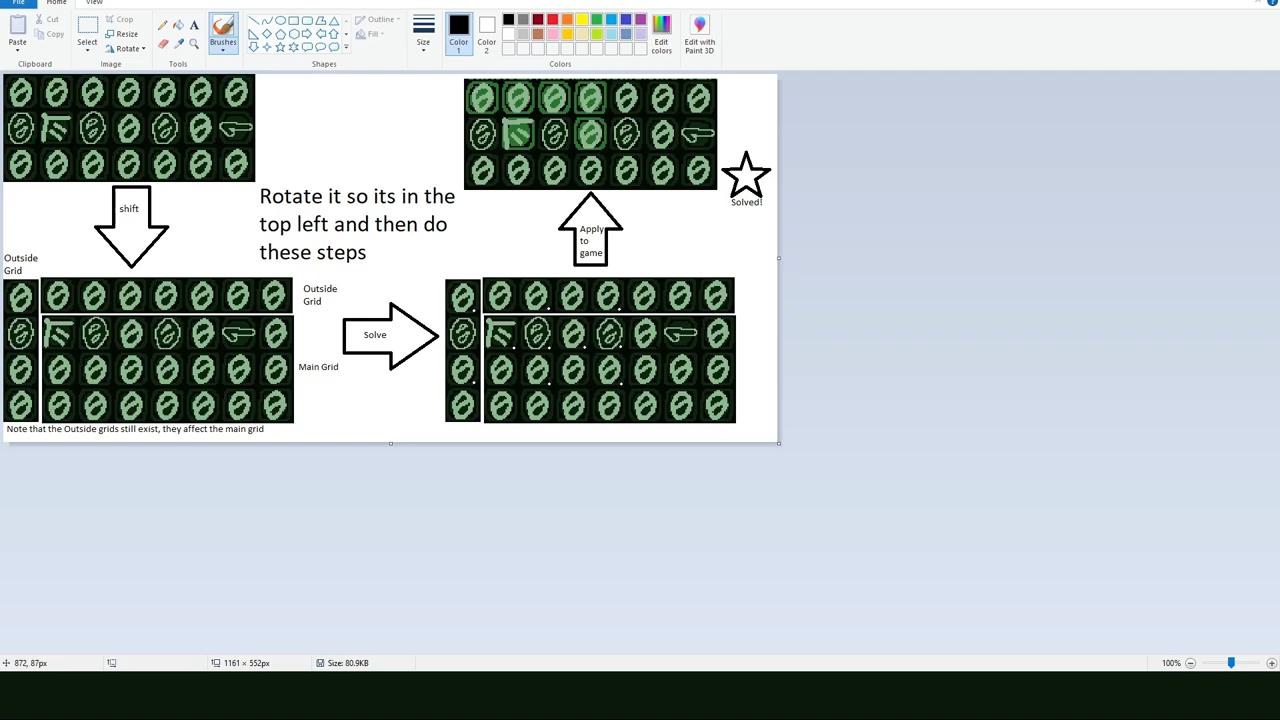 File
Home
View
Cut
Crop
Outline
Copy
Resize
Fill
Paste
Select
Rotate
Brushes
Size
Color 1
Color 2
Edit colors
Edit with Paint 3D
Clipboard
Image
Tools
Shapes
Colors
shift
Rotate it so its in the
top left and then do
these steps
Solved!
Apply
to
game
Outside
Grid
Outside
Grid
Solve
Main Grid
Note that the Outside grids still exist, they affect the main grid
872, 87px
1161 × 552px
Size: 80.9KB
100%